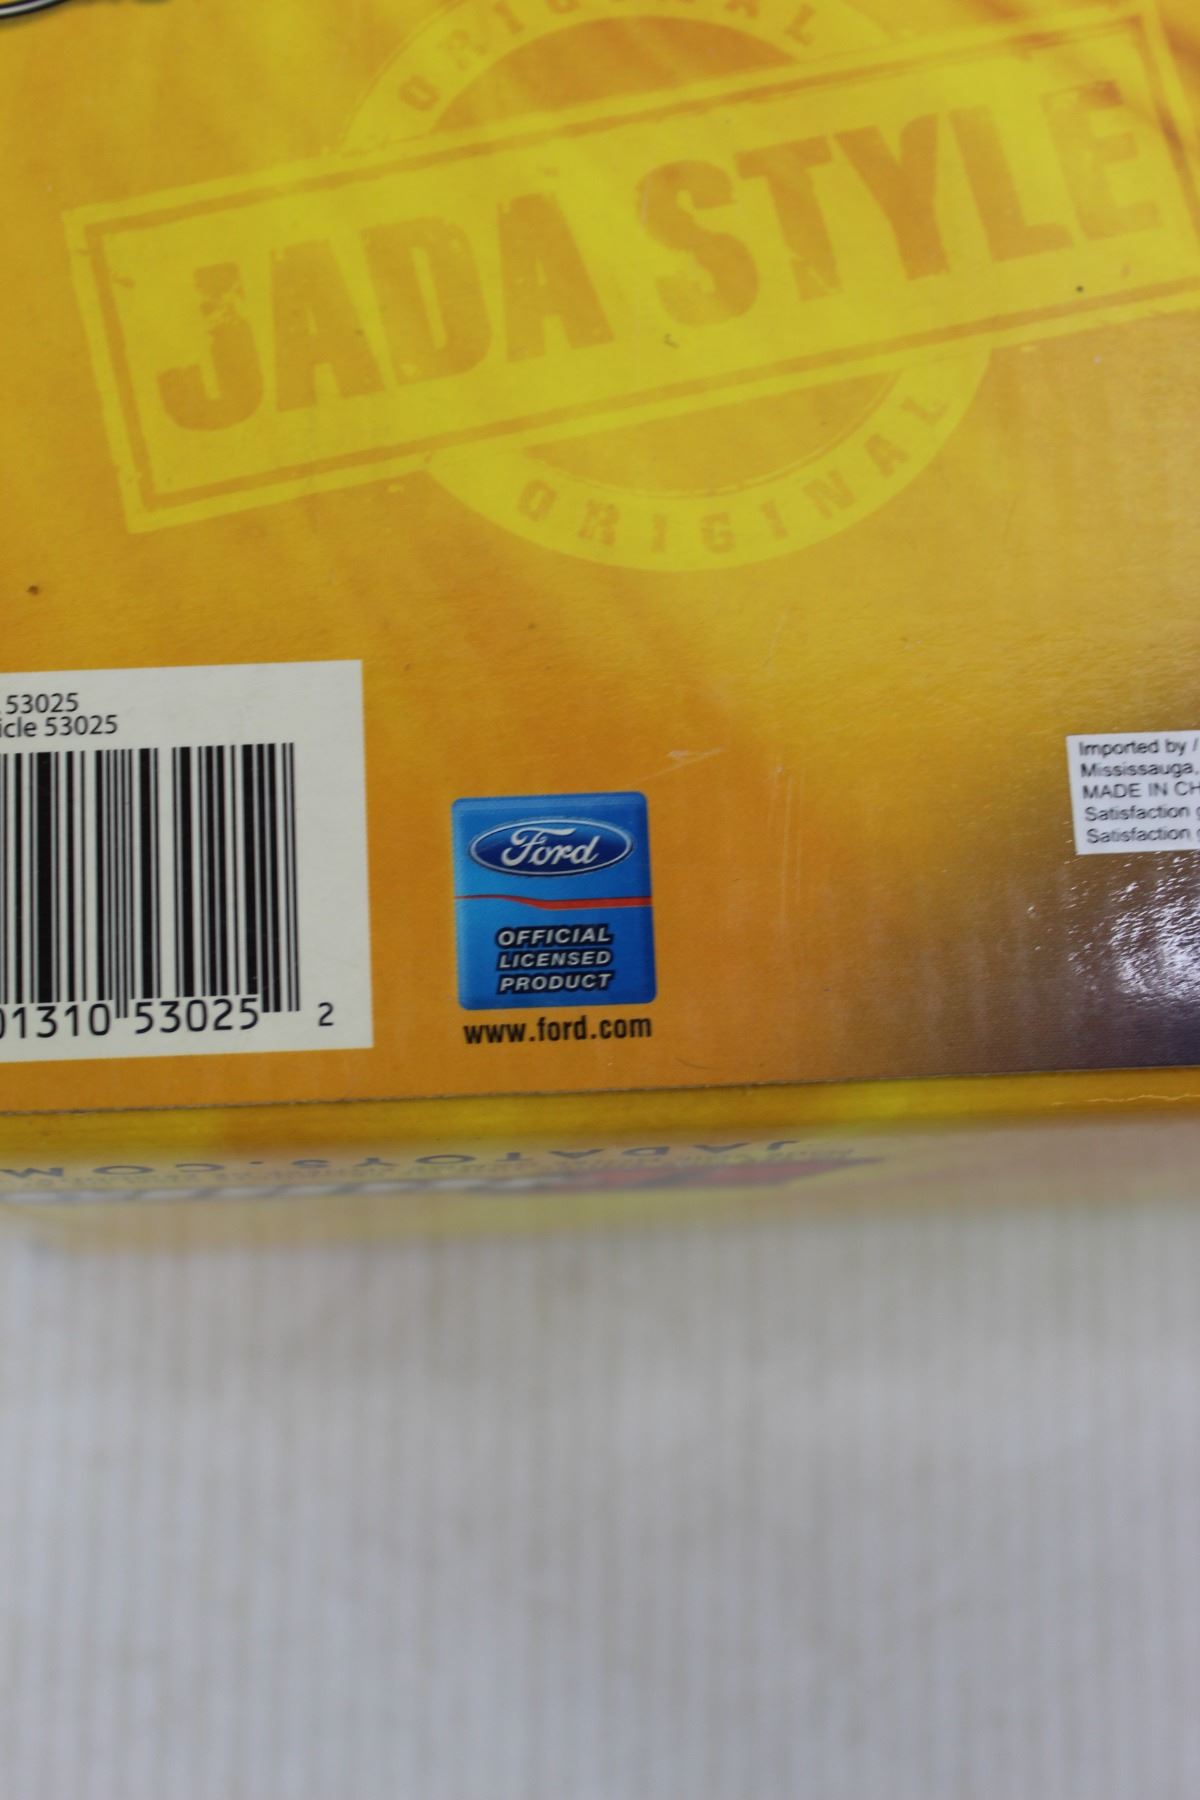 ORIGINAL
JADA STYLE
ORIGINAL
53025
icle 53025
01310 53025 2
Ford
OFFICIAL
LICENSED
PRODUCT
www.ford.com
Imported by /
Mississauga,
MADE IN CH
Satisfaction
Satisfaction
JADATOYS.COM